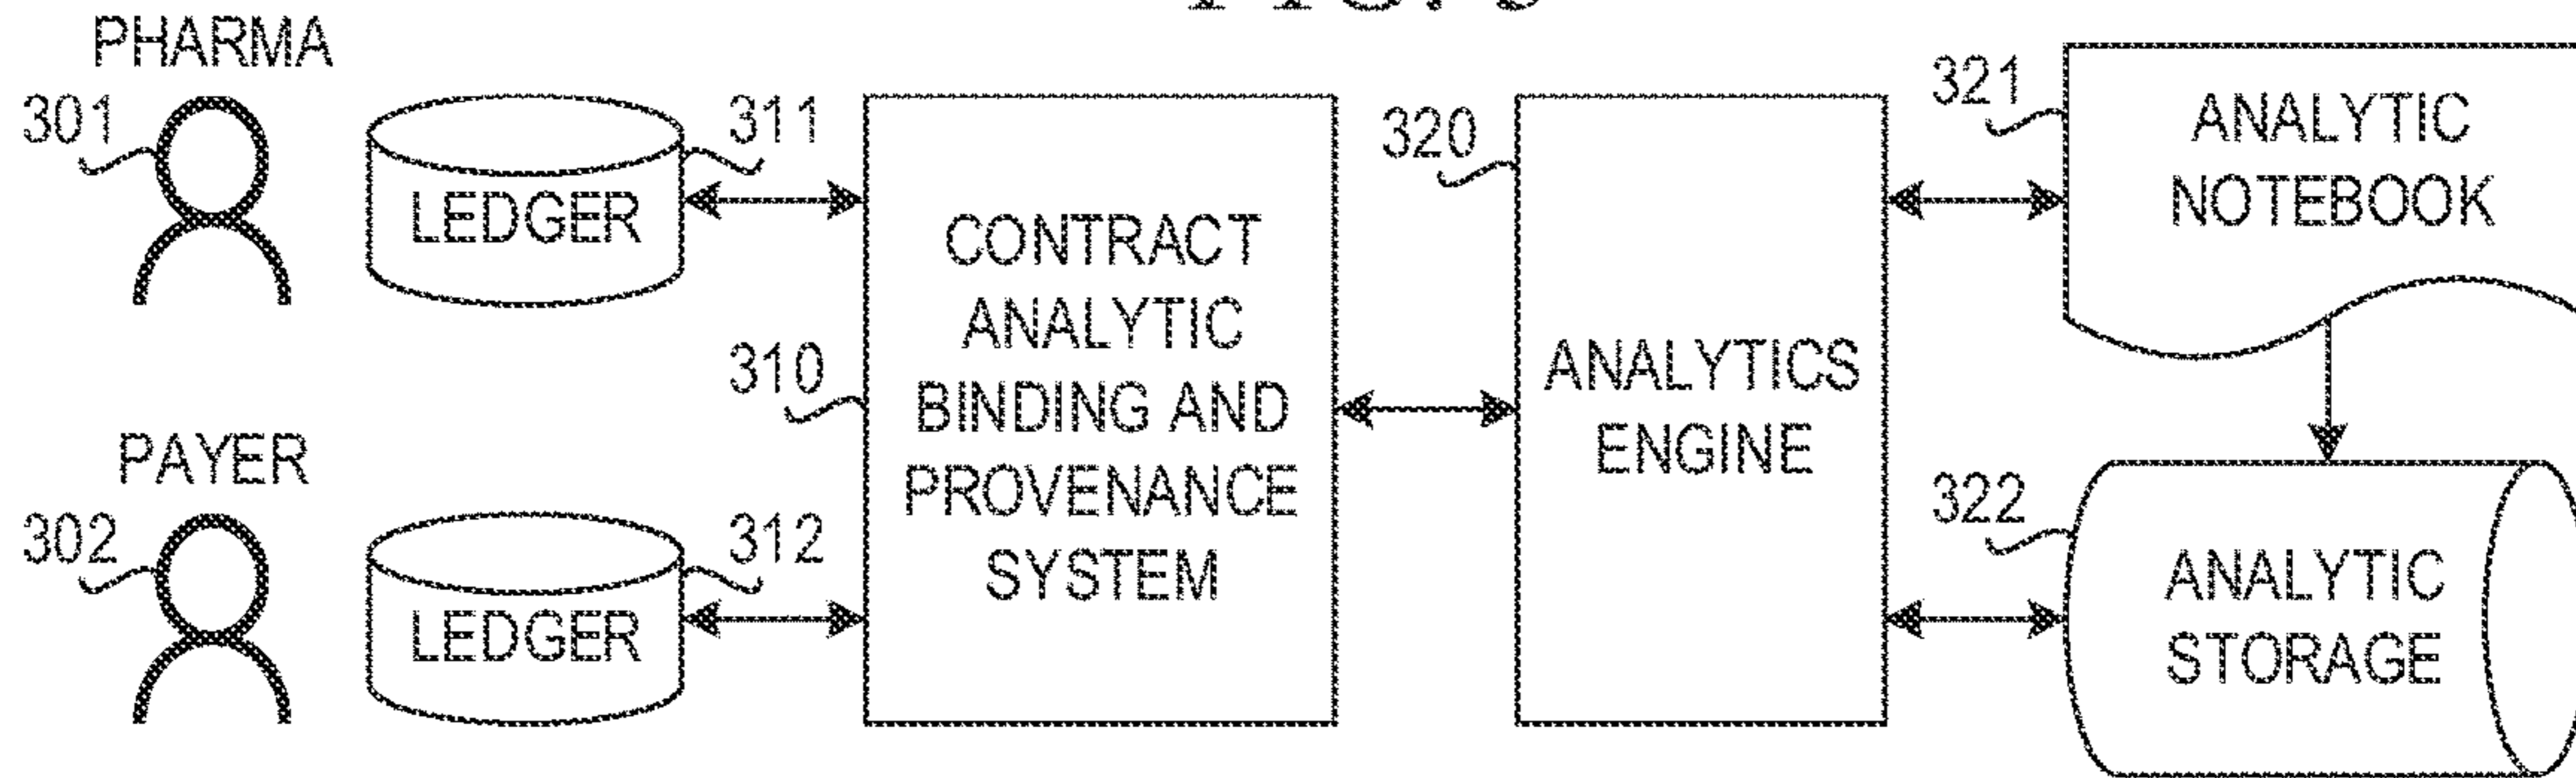 PHARMA
301
311
LEDGER
PAYER
302
312
LEDGER
310
CONTRACT
ANALYTIC
BINDING AND
PROVENANCE
SYSTEM
320
ANALYTICS
ENGINE
321
ANALYTIC
NOTEBOOK
322
ANALYTIC
STORAGE